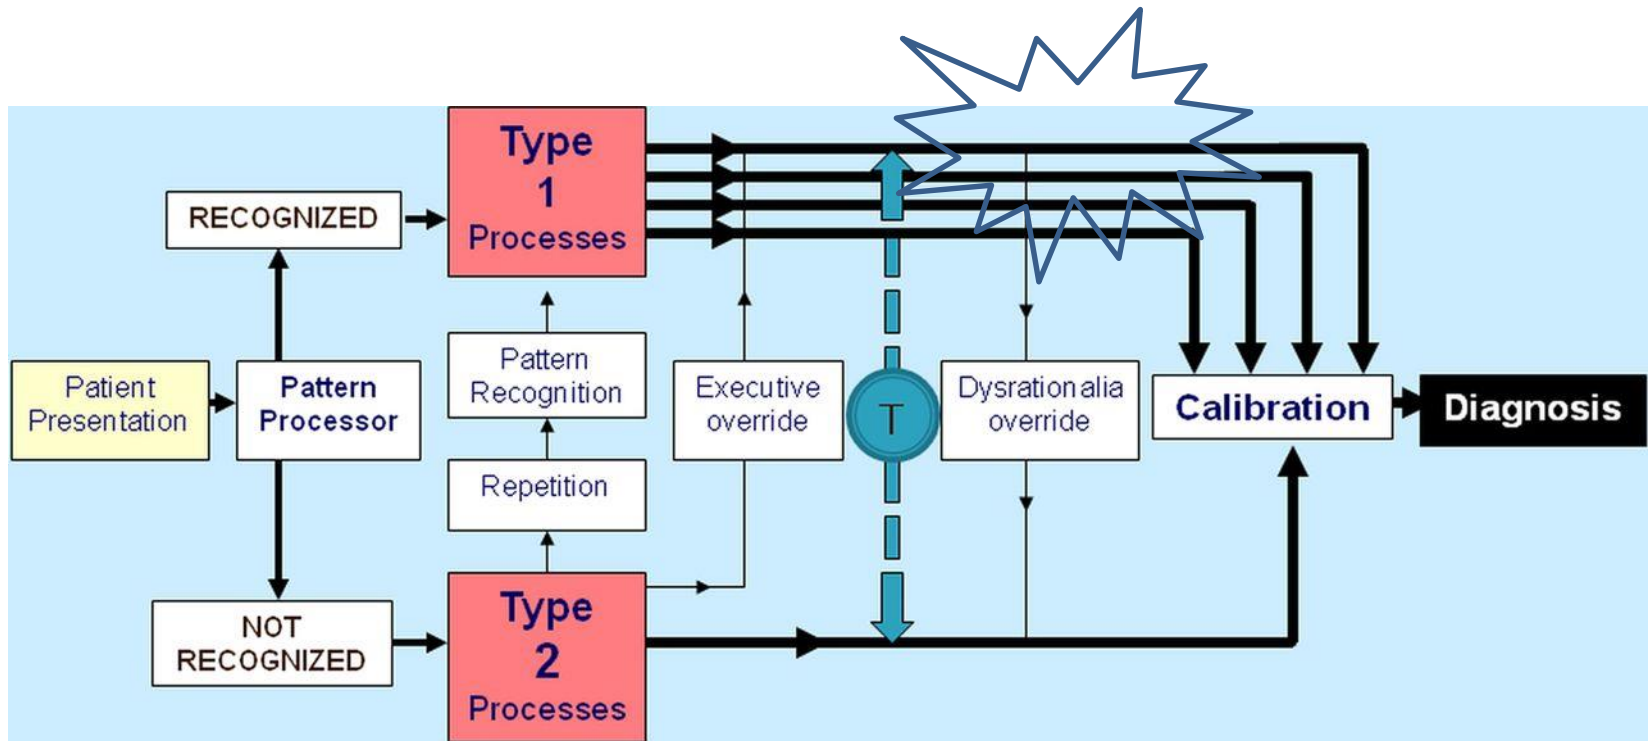 Type
1
Processes
RECOGNIZED
Patient
Presentation
Pattern
Processor
Pattern
Recognition
Repetition
Executive
override
T
Dysrationalia
override
Calibration
Diagnosis
NOT
RECOGNIZED
Type
2
Processes